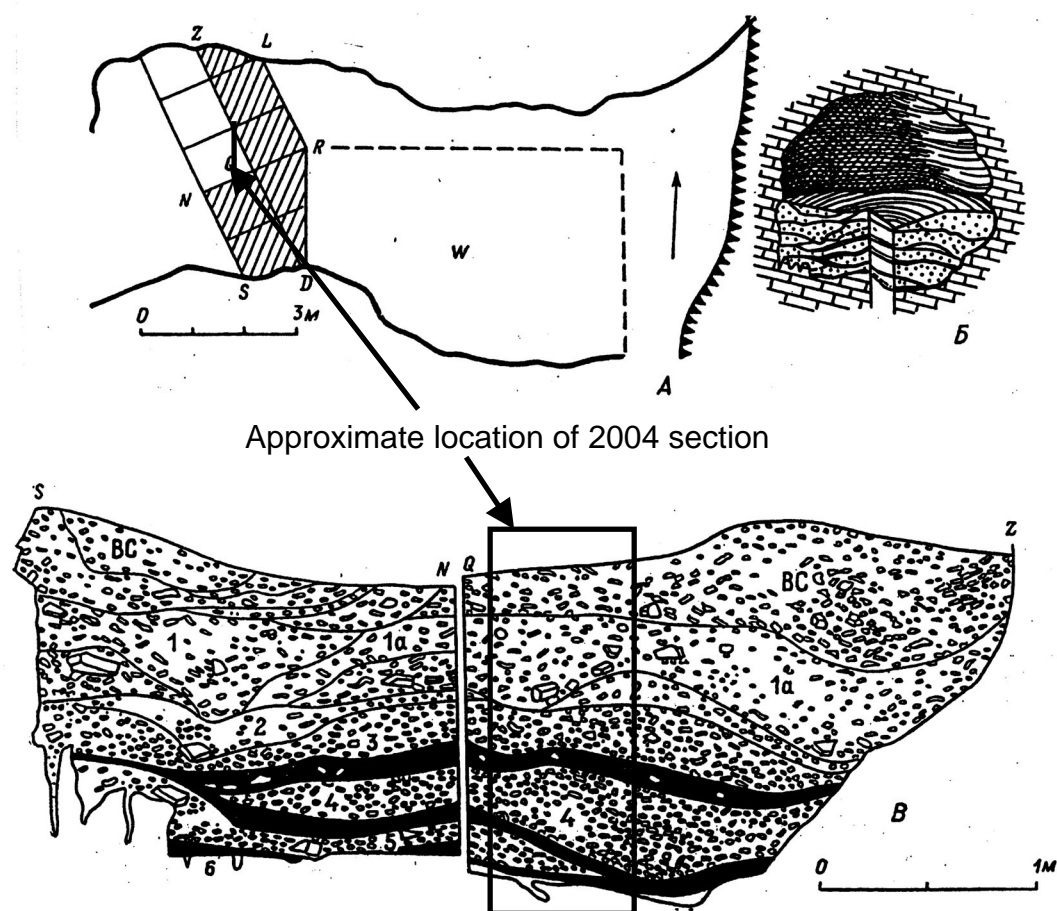 Z L
R
N
W
S D
0 3м
А
Б
Approximate location of 2004 section
S
BC
N Q
BC
Z
1
1a
1a
2
2
3
4
4
5
6
В
0 1м